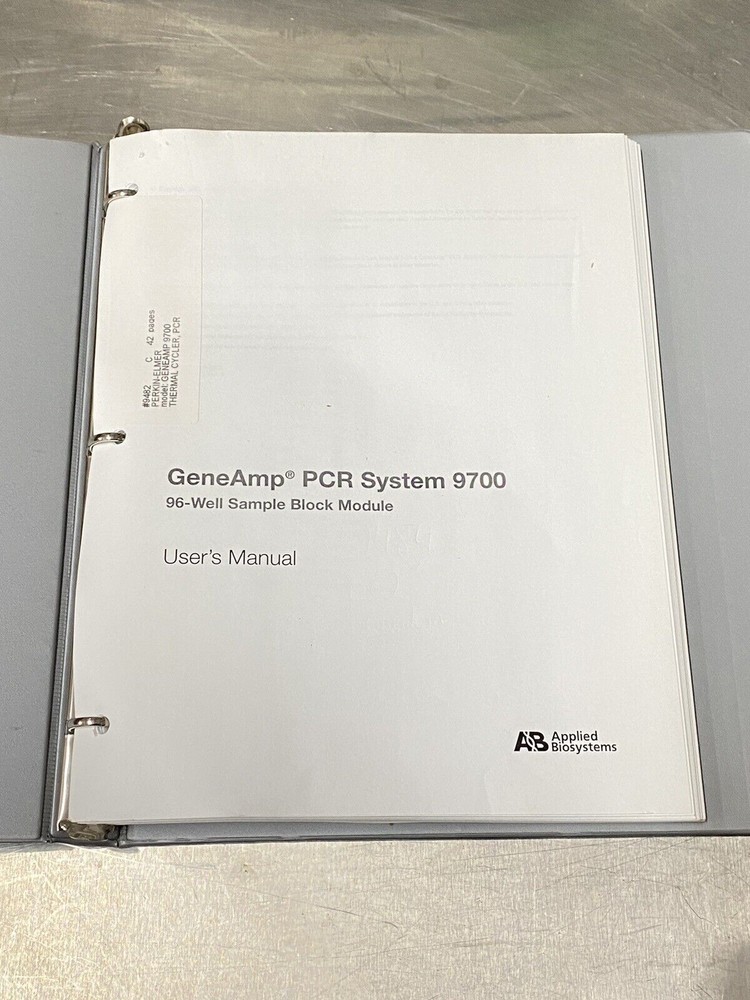 #9482 C 42 pages
PERKIN-ELMER
model: GENEAMP 9700
THERMAL CYCLER, PCR
GeneAmp® PCR System 9700
96-Well Sample Block Module
User's Manual
AB Applied
Biosystems